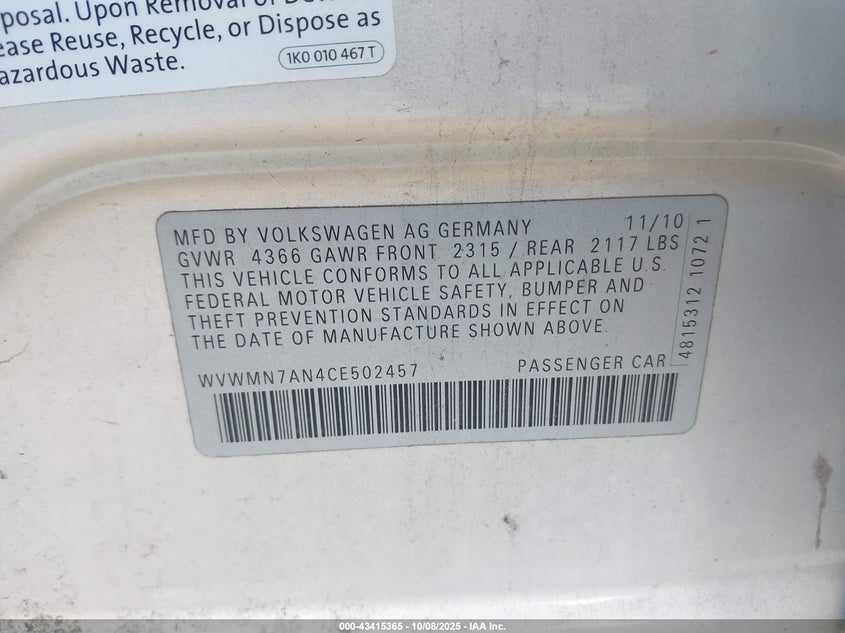 posal. Upon Removal or
ease Reuse, Recycle, or Dispose as
azardous Waste.
1K0 010 467 T
MFD BY VOLKSWAGEN AG GERMANY 11/10
GVWR 4366 GAWR FRONT 2315 / REAR 2117 LBS
THIS VEHICLE CONFORMS TO ALL APPLICABLE U.S.
FEDERAL MOTOR VEHICLE SAFETY, BUMPER AND
THEFT PREVENTION STANDARDS IN EFFECT ON
THE DATE OF MANUFACTURE SHOWN ABOVE.
WVWMN7AN4CE502457 PASSENGER CAR
4815312 10721
000-43415365 - 10/08/2025 - IAA Inc.